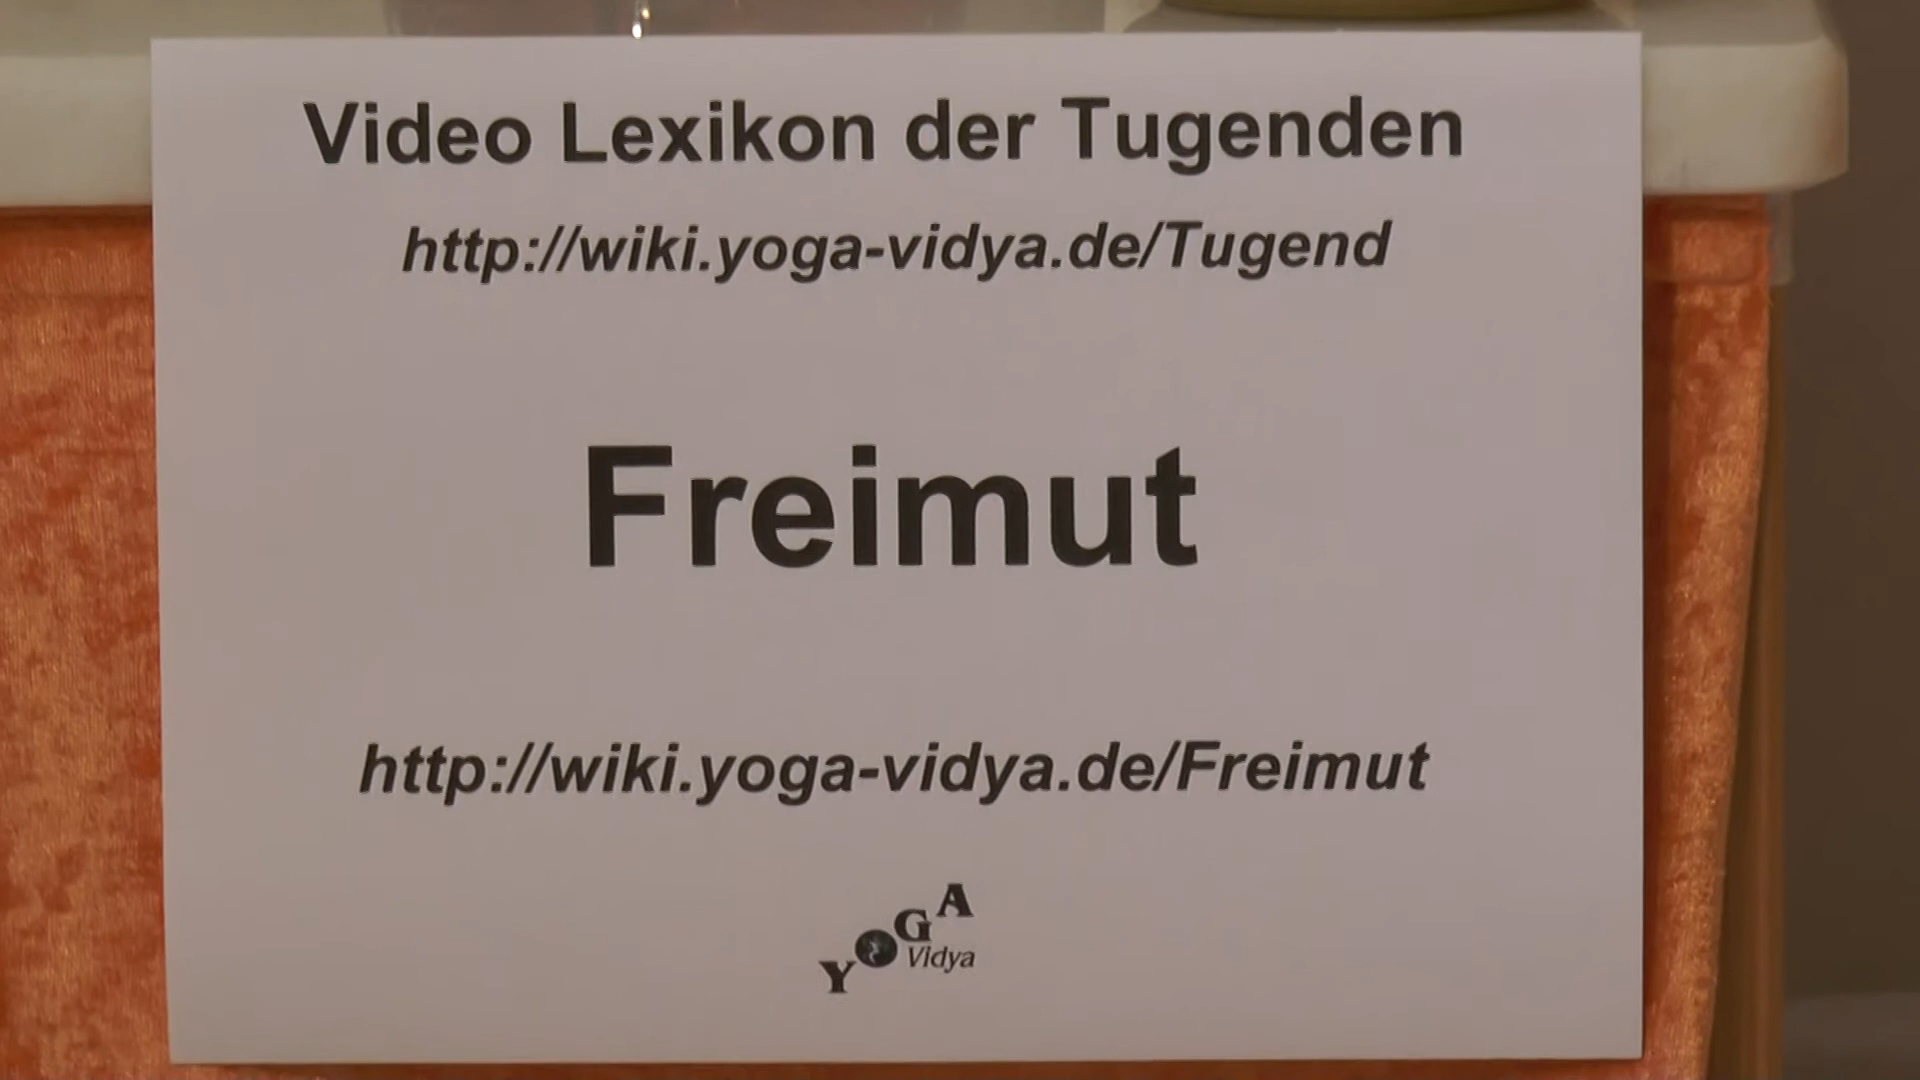 Video Lexikon der Tugenden
http://wiki.yoga-vidya.de/Tugend
Freimut
http://wiki.yoga-vidya.de/Freimut
YOGA
Vidya